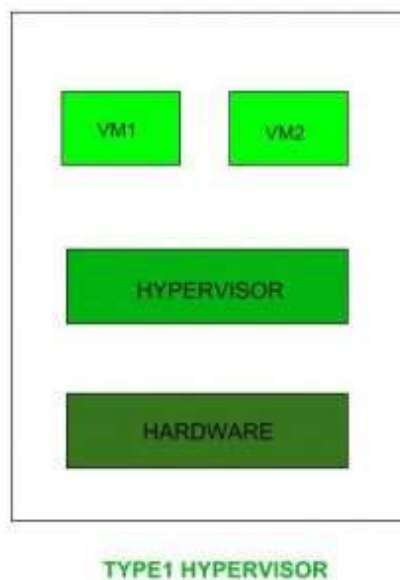 VM1
VM2
HYPERVISOR
HARDWARE
TYPE1 HYPERVISOR